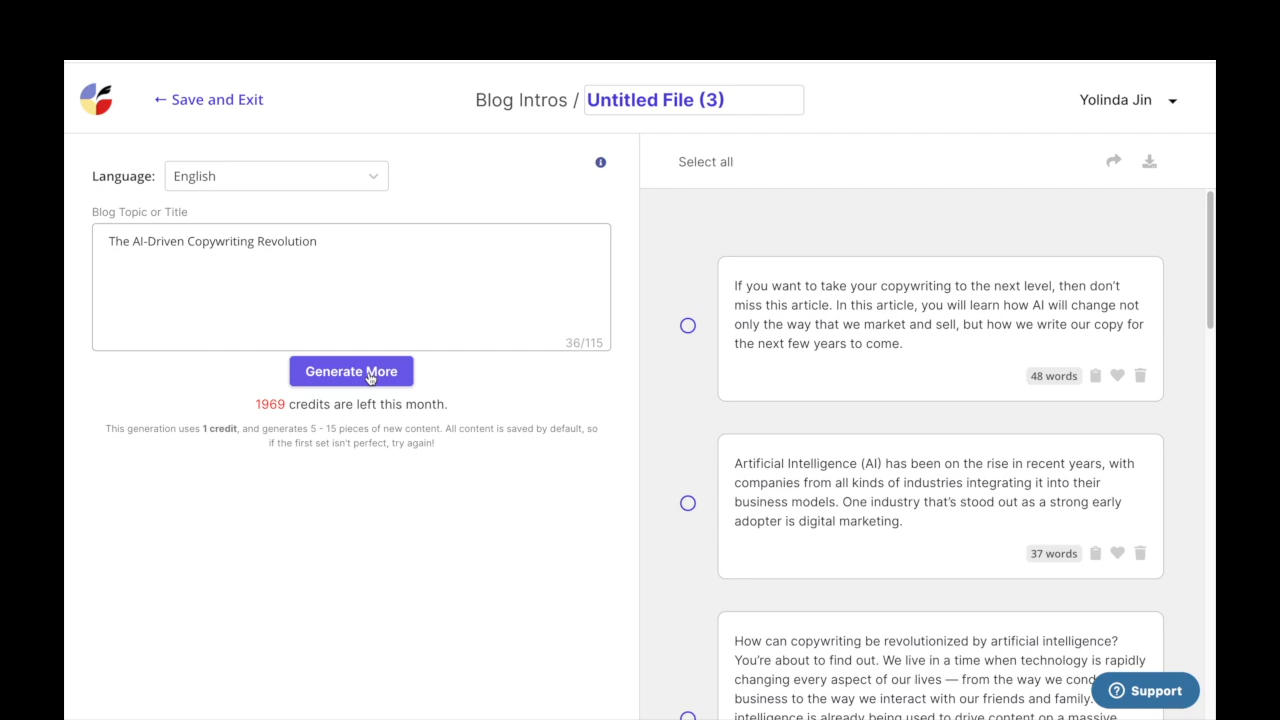 ← Save and Exit
Blog Intros / Untitled File (3)
Yolinda Jin
Language: English
Blog Topic or Title
The AI-Driven Copywriting Revolution
36/115
Generate More
1969 credits are left this month.
This generation uses 1 credit, and generates 5 - 15 pieces of new content. All content is saved by default, so
if the first set isn't perfect, try again!
Select all
If you want to take your copywriting to the next level, then don't
miss this article. In this article, you will learn how AI will change not
only the way that we market and sell, but how we write our copy for
the next few years to come.
48 words
Artificial Intelligence (AI) has been on the rise in recent years, with
companies from all kinds of industries integrating it into their
business models. One industry that's stood out as a strong early
adopter is digital marketing.
37 words
How can copywriting be revolutionized by artificial intelligence?
You're about to find out. We live in a time when technology is rapidly
changing every aspect of our lives — from the way we
business to the way we interact with our friends and family.
intelligence is already being used to drive content on a massive
Support